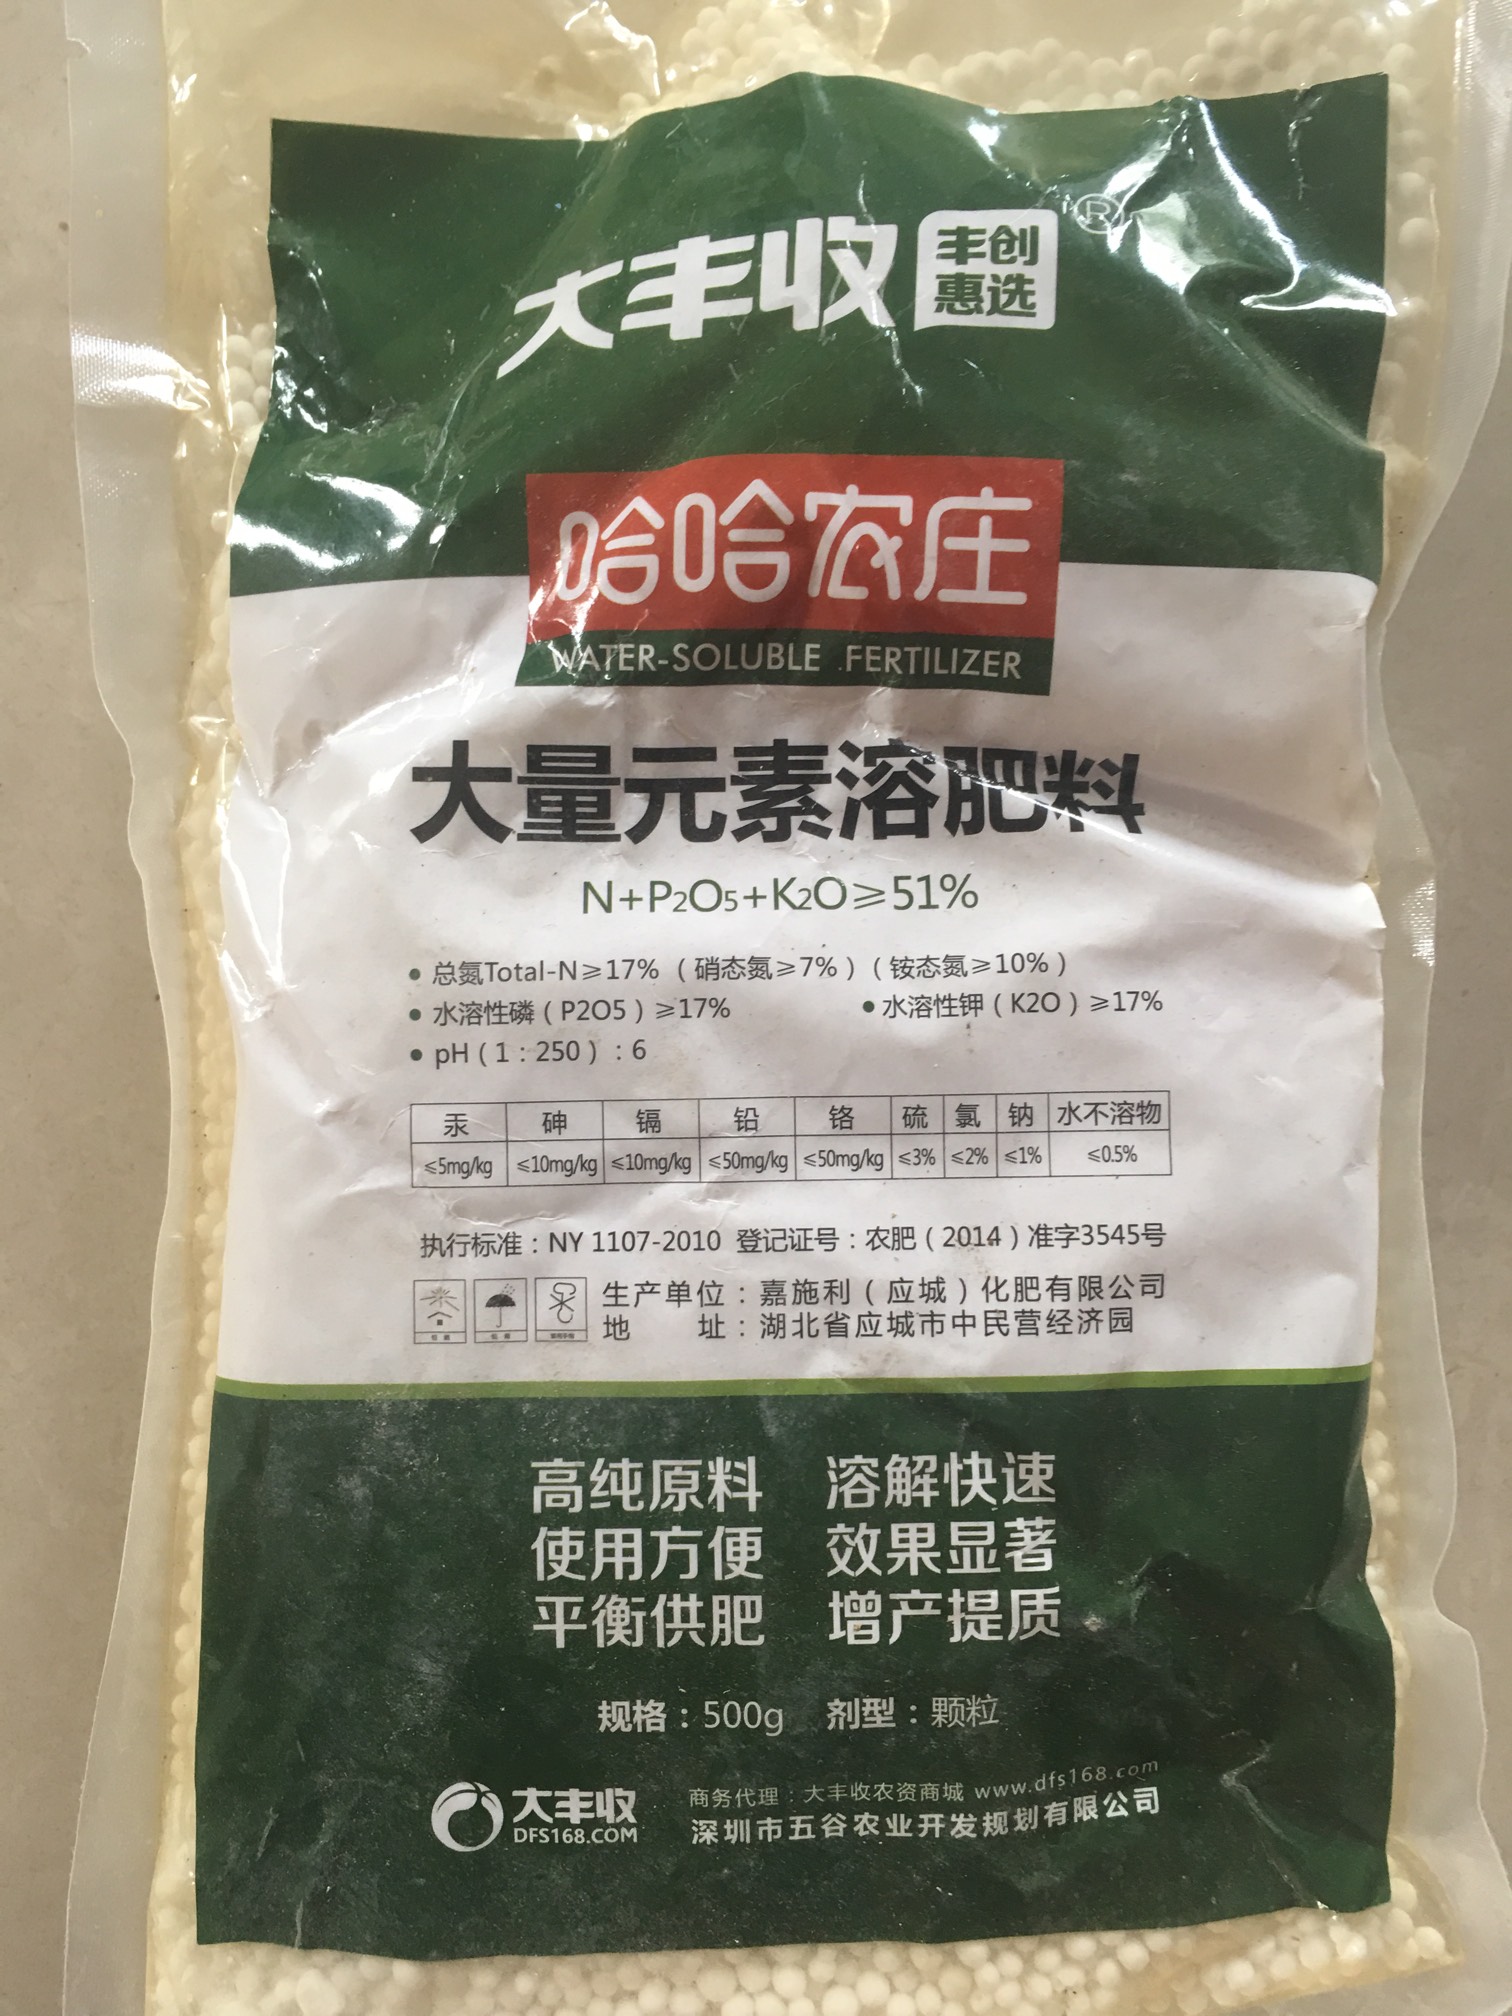 大丰收 丰创惠选 ®
哈哈农庄
WATER-SOLUBLE FERTILIZER
大量元素溶肥料
N+P2O5+K2O≥51%
• 总氮Total-N≥17%（硝态氮≥7%）（铵态氮≥10%）
• 水溶性磷（P2O5）≥17% • 水溶性钾（K2O）≥17%
• pH（1：250）: 6
汞 砷 镉 铅 铬 硫 氯 钠 水不溶物
≤5mg/kg ≤10mg/kg ≤10mg/kg ≤50mg/kg ≤50mg/kg ≤3% ≤2% ≤1% ≤0.5%
执行标准：NY 1107-2010 登记证号：农肥（2014）准字3545号
生产单位：嘉施利（应城）化肥有限公司
地 址：湖北省应城市中民营经济园
高纯原料 溶解快速
使用方便 效果显著
平衡供肥 增产提质
规格：500g 剂型：颗粒
大丰收
DFS168.COM
商务代理：大丰收农资商城 www.dfs168.com
深圳市五谷农业开发规划有限公司